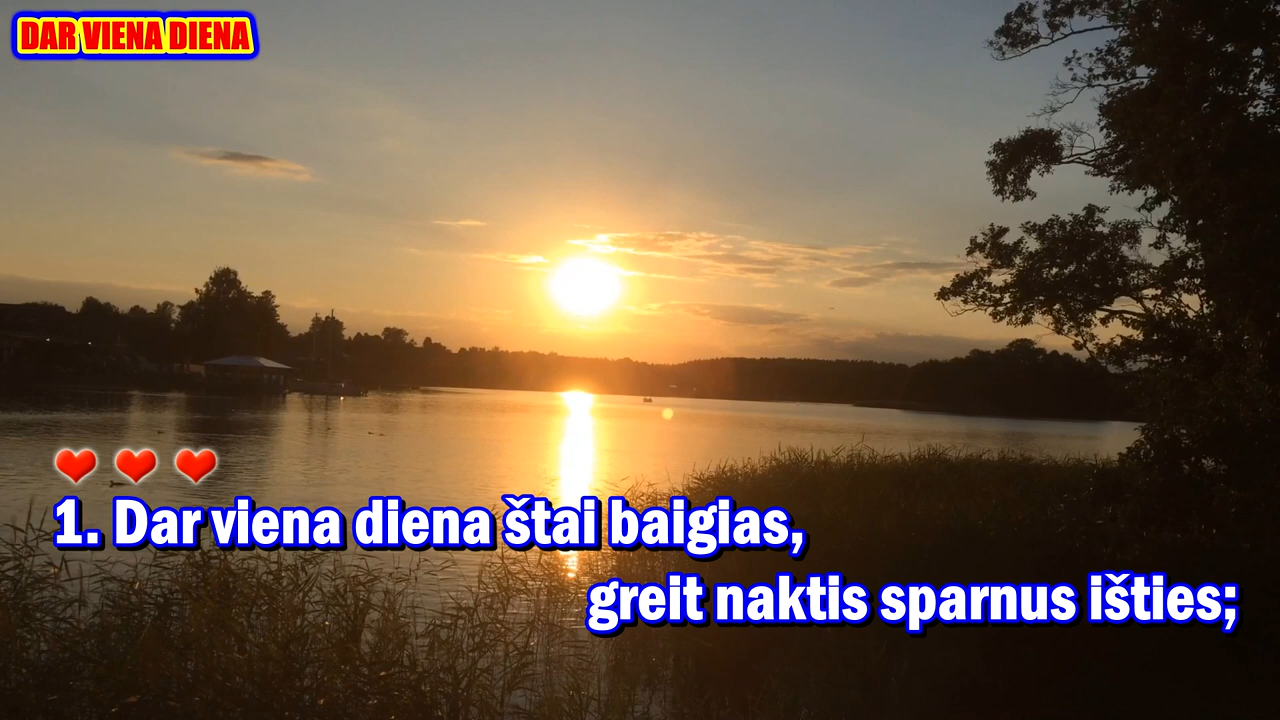 DAR VIENA DIENA
1. Dar viena diena štai baigias,
greit naktis sparnus išties;